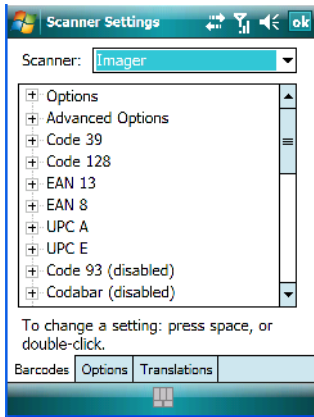 Scanner Settings ok
Scanner: Imager
Options
Advanced Options
Code 39
Code 128
EAN 13
EAN 8
UPC A
UPC E
Code 93 (disabled)
Codabar (disabled)
To change a setting: press space, or
double-click.
Barcodes Options Translations